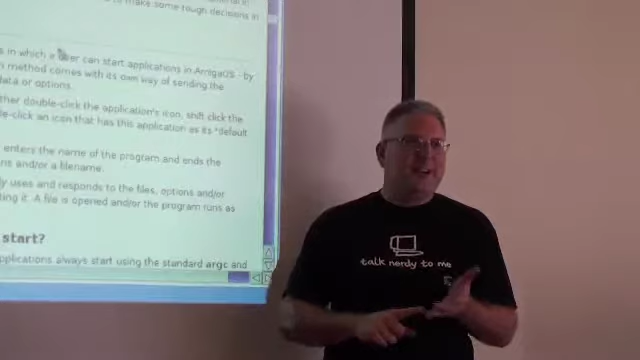 to make some tough decisions in
in which a user can start applications in AmigaOS - by
method comes with its own way of sending the
data or options.
ther double-click the application's icon, shift click the
le-click an icon that has this application as its "default
enters the name of the program and ends the
ns and/or a filename.
ly uses and responds to the files, options and/or
ting it. A file is opened and/or the program runs as
start?
applications always start using the standard argc and
talk nerdy to me